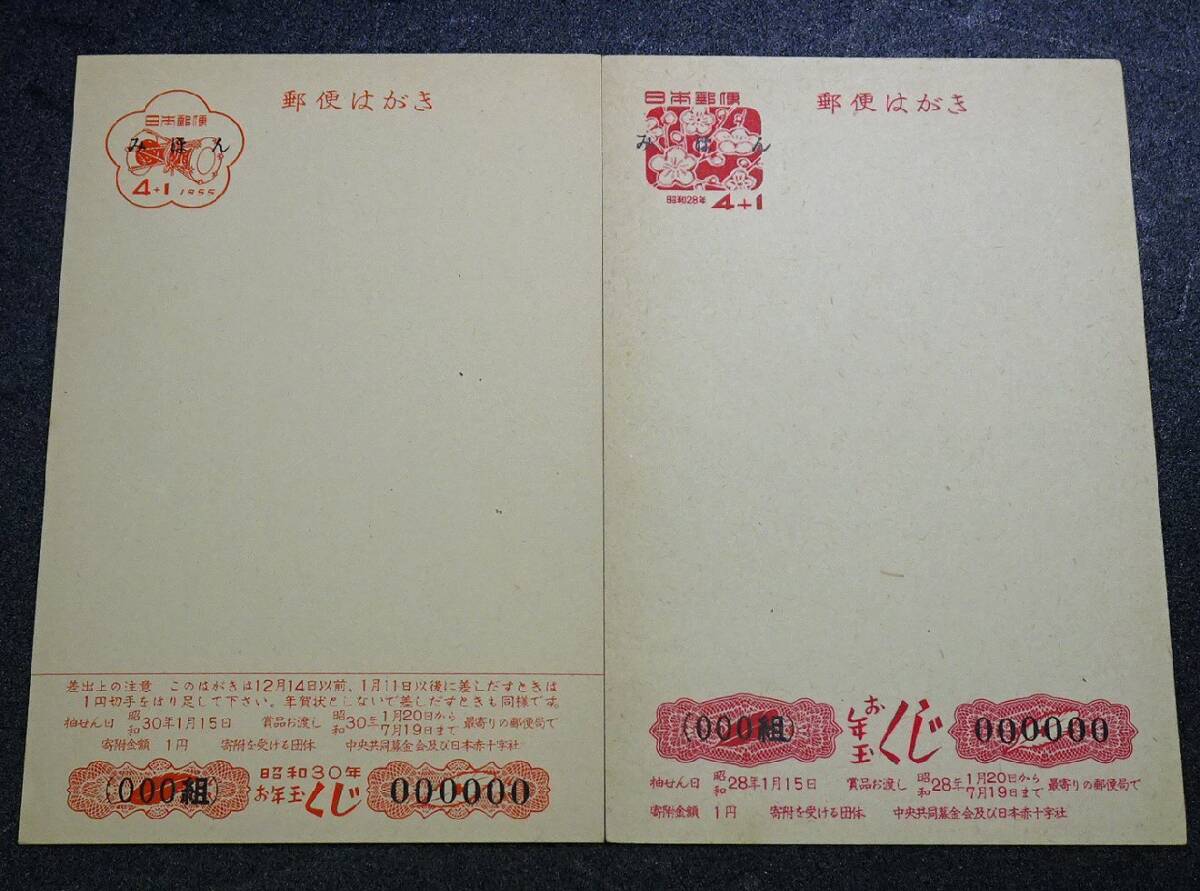 郵便はがき
日本郵便
みほん
4+1 1955
差出上の注意 このはがきは12月14日以前、1月11日以後に差しだすときは
1円切手をはり足して下さい。年賀状としないで差しだすときも同様です。
抽せん日 昭和30年1月15日 賞品お渡し 昭和30年1月20日から7月19日まで 最寄りの郵便局で
寄附金額 1円 寄附を受ける団体 中央共同募金会及び日本赤十字社
(000組) 昭和30年 000000
お年玉くじ
郵便はがき
日本郵便
みほん
昭和28年 4+1
(000組) お年玉くじ 000000
抽せん日 昭和28年1月15日 賞品お渡し 昭和28年1月20日から7月19日まで 最寄りの郵便局で
寄附金額 1円 寄附を受ける団体 中央共同募金会及び日本赤十字社